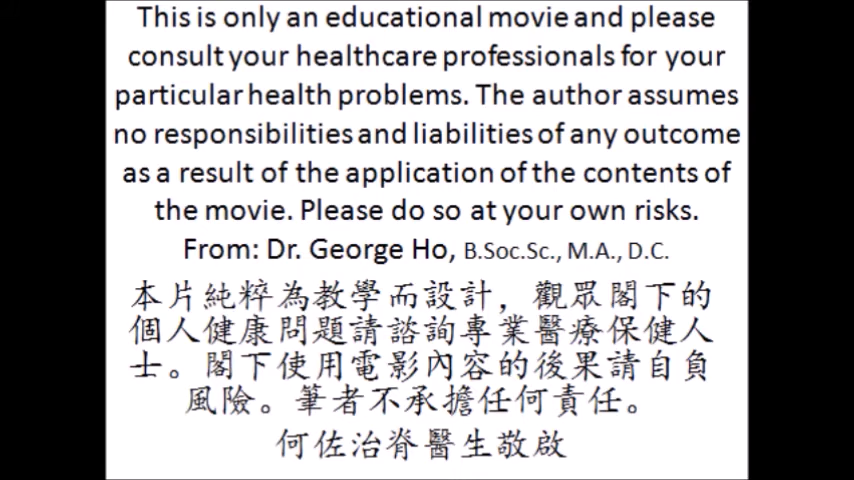 This is only an educational movie and please
consult your healthcare professionals for your
particular health problems. The author assumes
no responsibilities and liabilities of any outcome
as a result of the application of the contents of
the movie. Please do so at your own risks.
From: Dr. George Ho, B.Soc.Sc., M.A., D.C.
本片純粹為教學而設計，觀眾閣下的
個人健康問題請諮詢專業醫療保健人
士。閣下使用電影內容的後果請自負
風險。筆者不承擔任何責任。
何佐治脊醫生敬啟